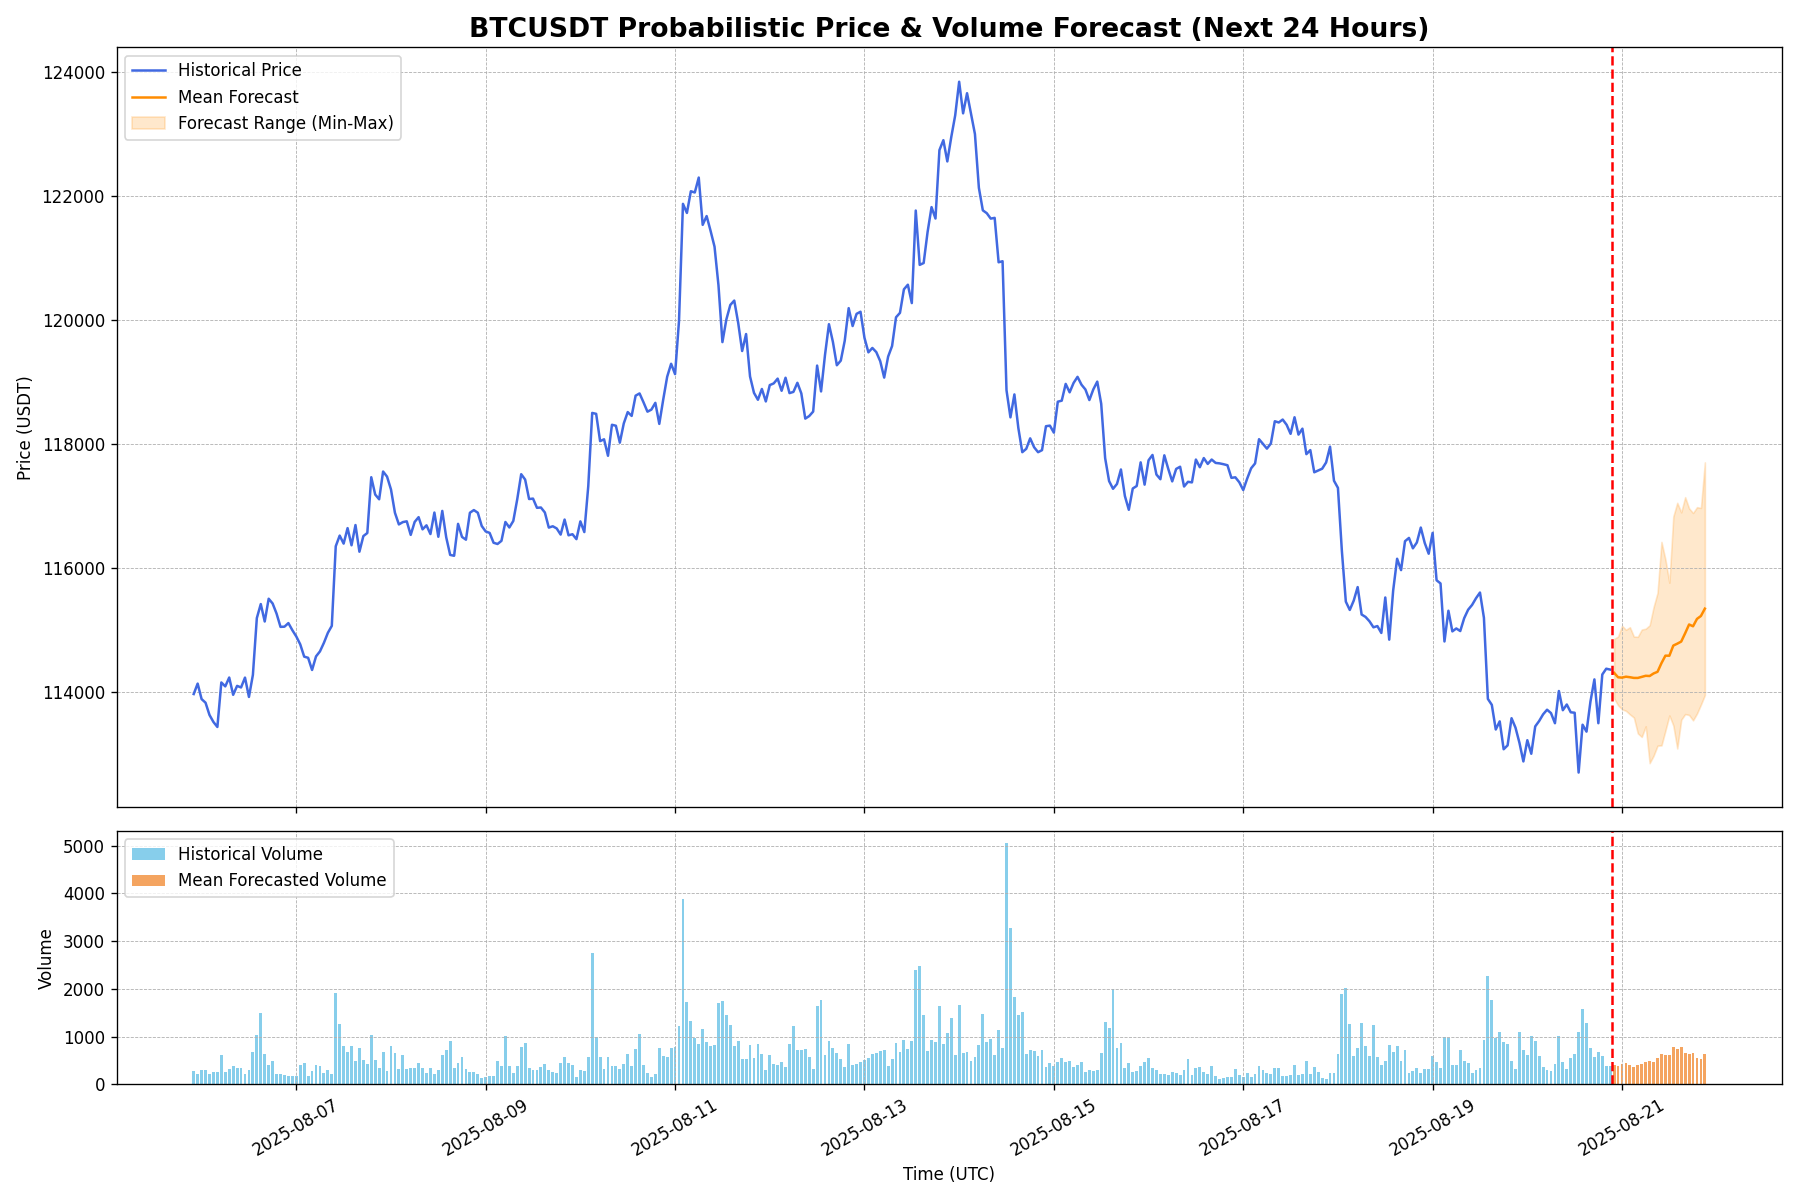 BTCUSDT Probabilistic Price & Volume Forecast (Next 24 Hours)
Historical Price
Mean Forecast
Forecast Range (Min-Max)
124000
122000
120000
118000
116000
114000
Price (USDT)
Historical Volume
Mean Forecasted Volume
5000
4000
3000
2000
1000
0
Volume
2025-08-07
2025-08-09
2025-08-11
2025-08-13
2025-08-15
2025-08-17
2025-08-19
2025-08-21
Time (UTC)